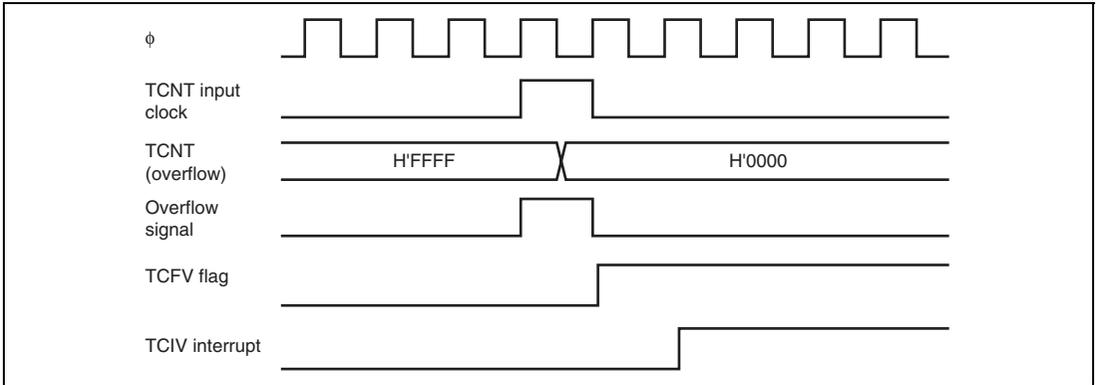 ϕ
TCNT input
clock
TCNT
(overflow)
H'FFFF
H'0000
Overflow
signal
TCFV flag
TCIV interrupt